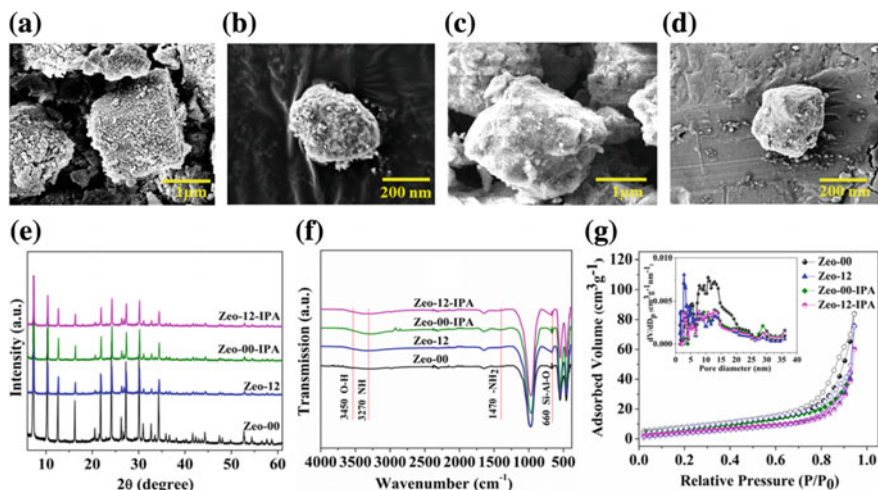 (a)
(b)
(c)
(d)
1μm
200 nm
1μm
200 nm
(e)
Zeo-12-IPA
Zeo-00-IPA
Zeo-12
Zeo-00
Intensity (a.u.)
10 20 30 40 50 60
2θ (degree)
(f)
Zeo-12-IPA
Zeo-00-IPA
Zeo-12
Zeo-00
3450 O-H
3270 NH
1470 -NH2
660 Si-Al-O
Transmission (a.u.)
4000 3500 3000 2500 2000 1500 1000 500
Wavenumber (cm-1)
(g)
120
100
80
60
40
20
0
Adsorbed Volume (cm3g-1)
0.0 0.2 0.4 0.6 0.8 1.0
Relative Pressure (P/P0)
Zeo-00
Zeo-12
Zeo-00-IPA
Zeo-12-IPA
0.010
0.005
0.000
dV/dD (cm3g-1nm-1)
0 5 10 15 20 25 30 35 40
Pore diameter (nm)